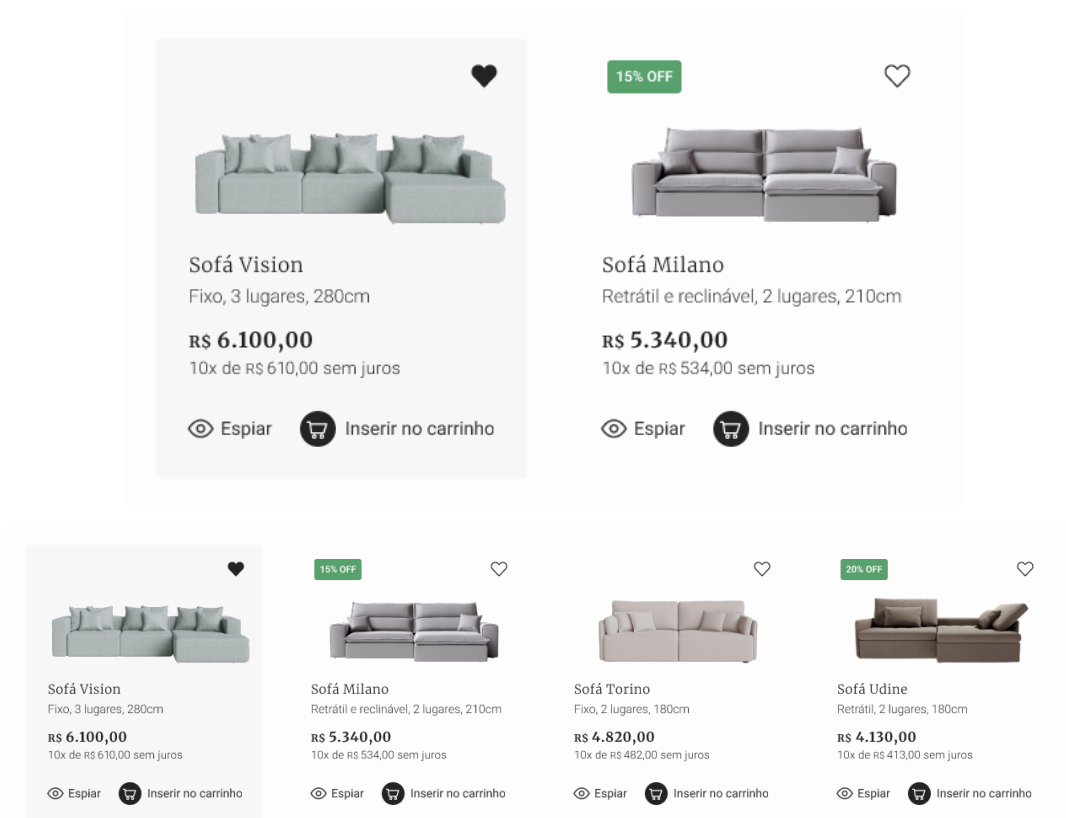 15% OFF
Sofá Vision
Fixo, 3 lugares, 280cm
R$ 6.100,00
10x de R$ 610,00 sem juros
Espiar
Inserir no carrinho
Sofá Milano
Retrátil e reclinável, 2 lugares, 210cm
R$ 5.340,00
10x de R$ 534,00 sem juros
Espiar
Inserir no carrinho
Sofá Vision
Fixo, 3 lugares, 280cm
R$ 6.100,00
10x de R$ 610,00 sem juros
Espiar
Inserir no carrinho
15% OFF
Sofá Milano
Retrátil e reclinável, 2 lugares, 210cm
R$ 5.340,00
10x de R$ 534,00 sem juros
Espiar
Inserir no carrinho
Sofá Torino
Fixo, 2 lugares, 180cm
R$ 4.820,00
10x de R$ 482,00 sem juros
Espiar
Inserir no carrinho
20% OFF
Sofá Udine
Retrátil, 2 lugares, 180cm
R$ 4.130,00
10x de R$ 413,00 sem juros
Espiar
Inserir no carrinho